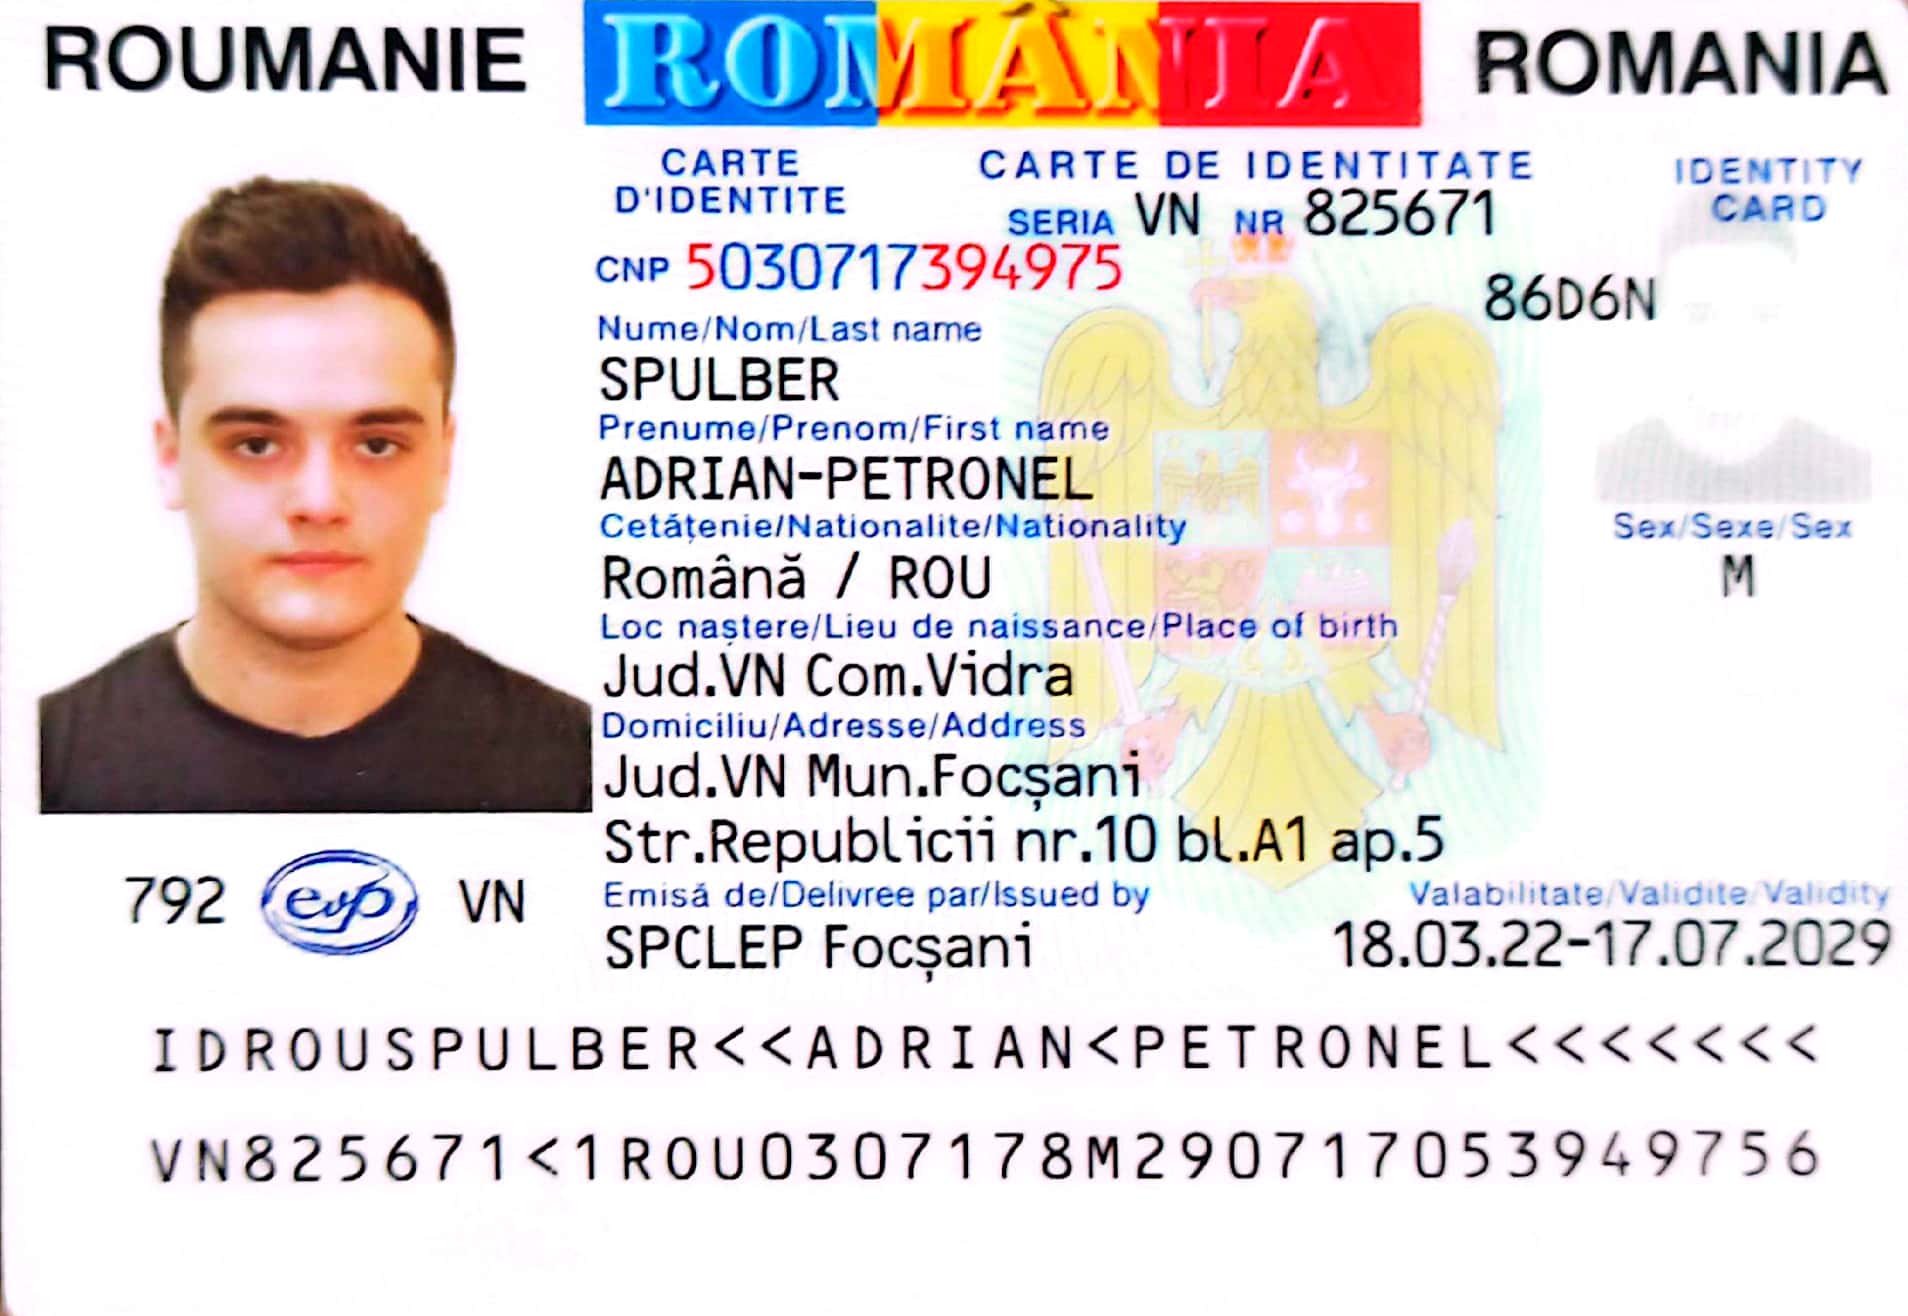 ROUMANIE ROMÂNIA ROMANIA
CARTE D'IDENTITE
CARTE DE IDENTITATE
IDENTITY CARD
SERIA VN NR 825671
CNP 5030717394975
86D6N
Nume/Nom/Last name
SPULBER
Prenume/Prenom/First name
ADRIAN-PETRONEL
Cetățenie/Nationalite/Nationality
Română / ROU
Sex/Sexe/Sex
M
Loc naștere/Lieu de naissance/Place of birth
Jud.VN Com.Vidra
Domiciliu/Adresse/Address
Jud.VN Mun.Focșani
Str.Republicii nr.10 bl.A1 ap.5
792 evp VN
Emisă de/Delivree par/Issued by
SPCLEP Focșani
Valabilitate/Validite/Validity
18.03.22-17.07.2029
IDROUSPULBER<<ADRIAN<PETRONEL<<<<<<<
VN825671<1ROU0307178M290717053949756